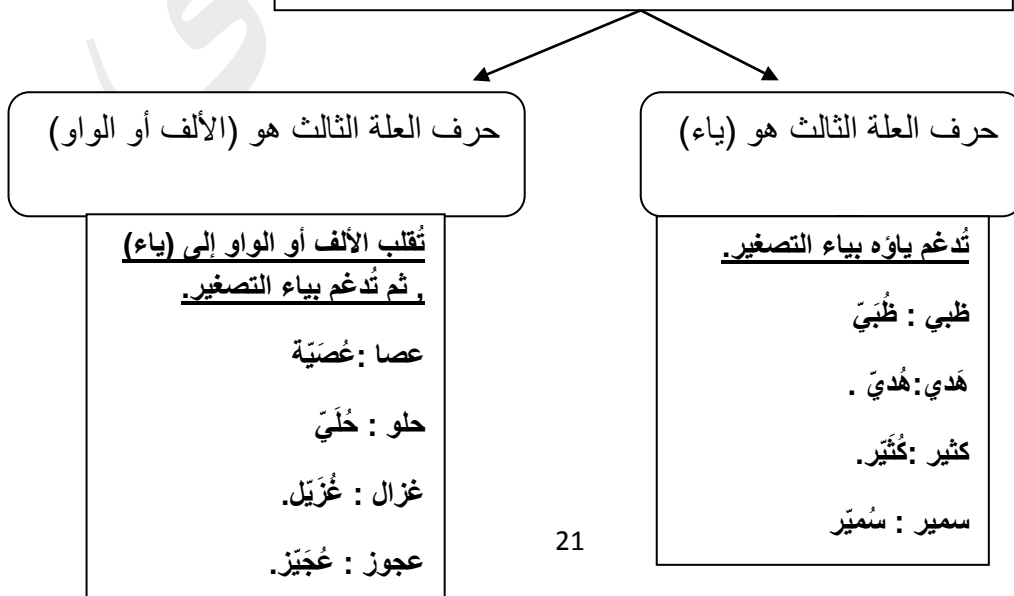 حرف العلة الثالث هو (ياء)
تُدغم ياؤه بياء التصغير.
ظبي : ظُبَيّ
هَدي:هُديّ .
كثير :كُثَيّر.
سمير : سُميّر
حرف العلة الثالث هو (الألف أو الواو)
تُقلب الألف أو الواو إلى (ياء)
, ثم تُدغم بياء التصغير.
عصا :عُصَيّة
حلو : حُلَيّ
غزال : غُزَيّل.
عجوز : عُجَيّز.
21